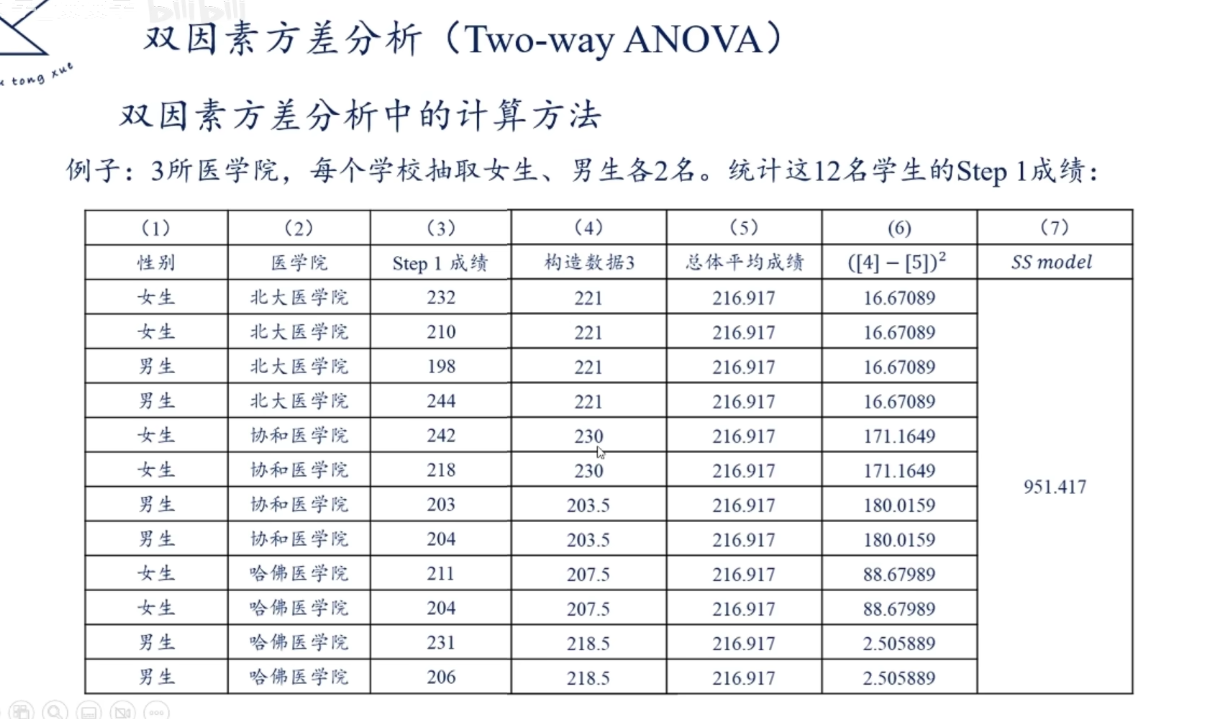 bilibili
tong xue
双因素方差分析（Two-way ANOVA）
双因素方差分析中的计算方法
例子：3所医学院，每个学校抽取女生、男生各2名。统计这12名学生的Step 1成绩：
（1） （2） （3） （4） （5） (6) （7）
性别 医学院 Step 1 成绩 构造数据3 总体平均成绩 ([4] − [5])² SS model
女生 北大医学院 232 221 216.917 16.67089
女生 北大医学院 210 221 216.917 16.67089
男生 北大医学院 198 221 216.917 16.67089
男生 北大医学院 244 221 216.917 16.67089
女生 协和医学院 242 230 216.917 171.1649
女生 协和医学院 218 230 216.917 171.1649
951.417
男生 协和医学院 203 203.5 216.917 180.0159
男生 协和医学院 204 203.5 216.917 180.0159
女生 哈佛医学院 211 207.5 216.917 88.67989
女生 哈佛医学院 204 207.5 216.917 88.67989
男生 哈佛医学院 231 218.5 216.917 2.505889
男生 哈佛医学院 206 218.5 216.917 2.505889